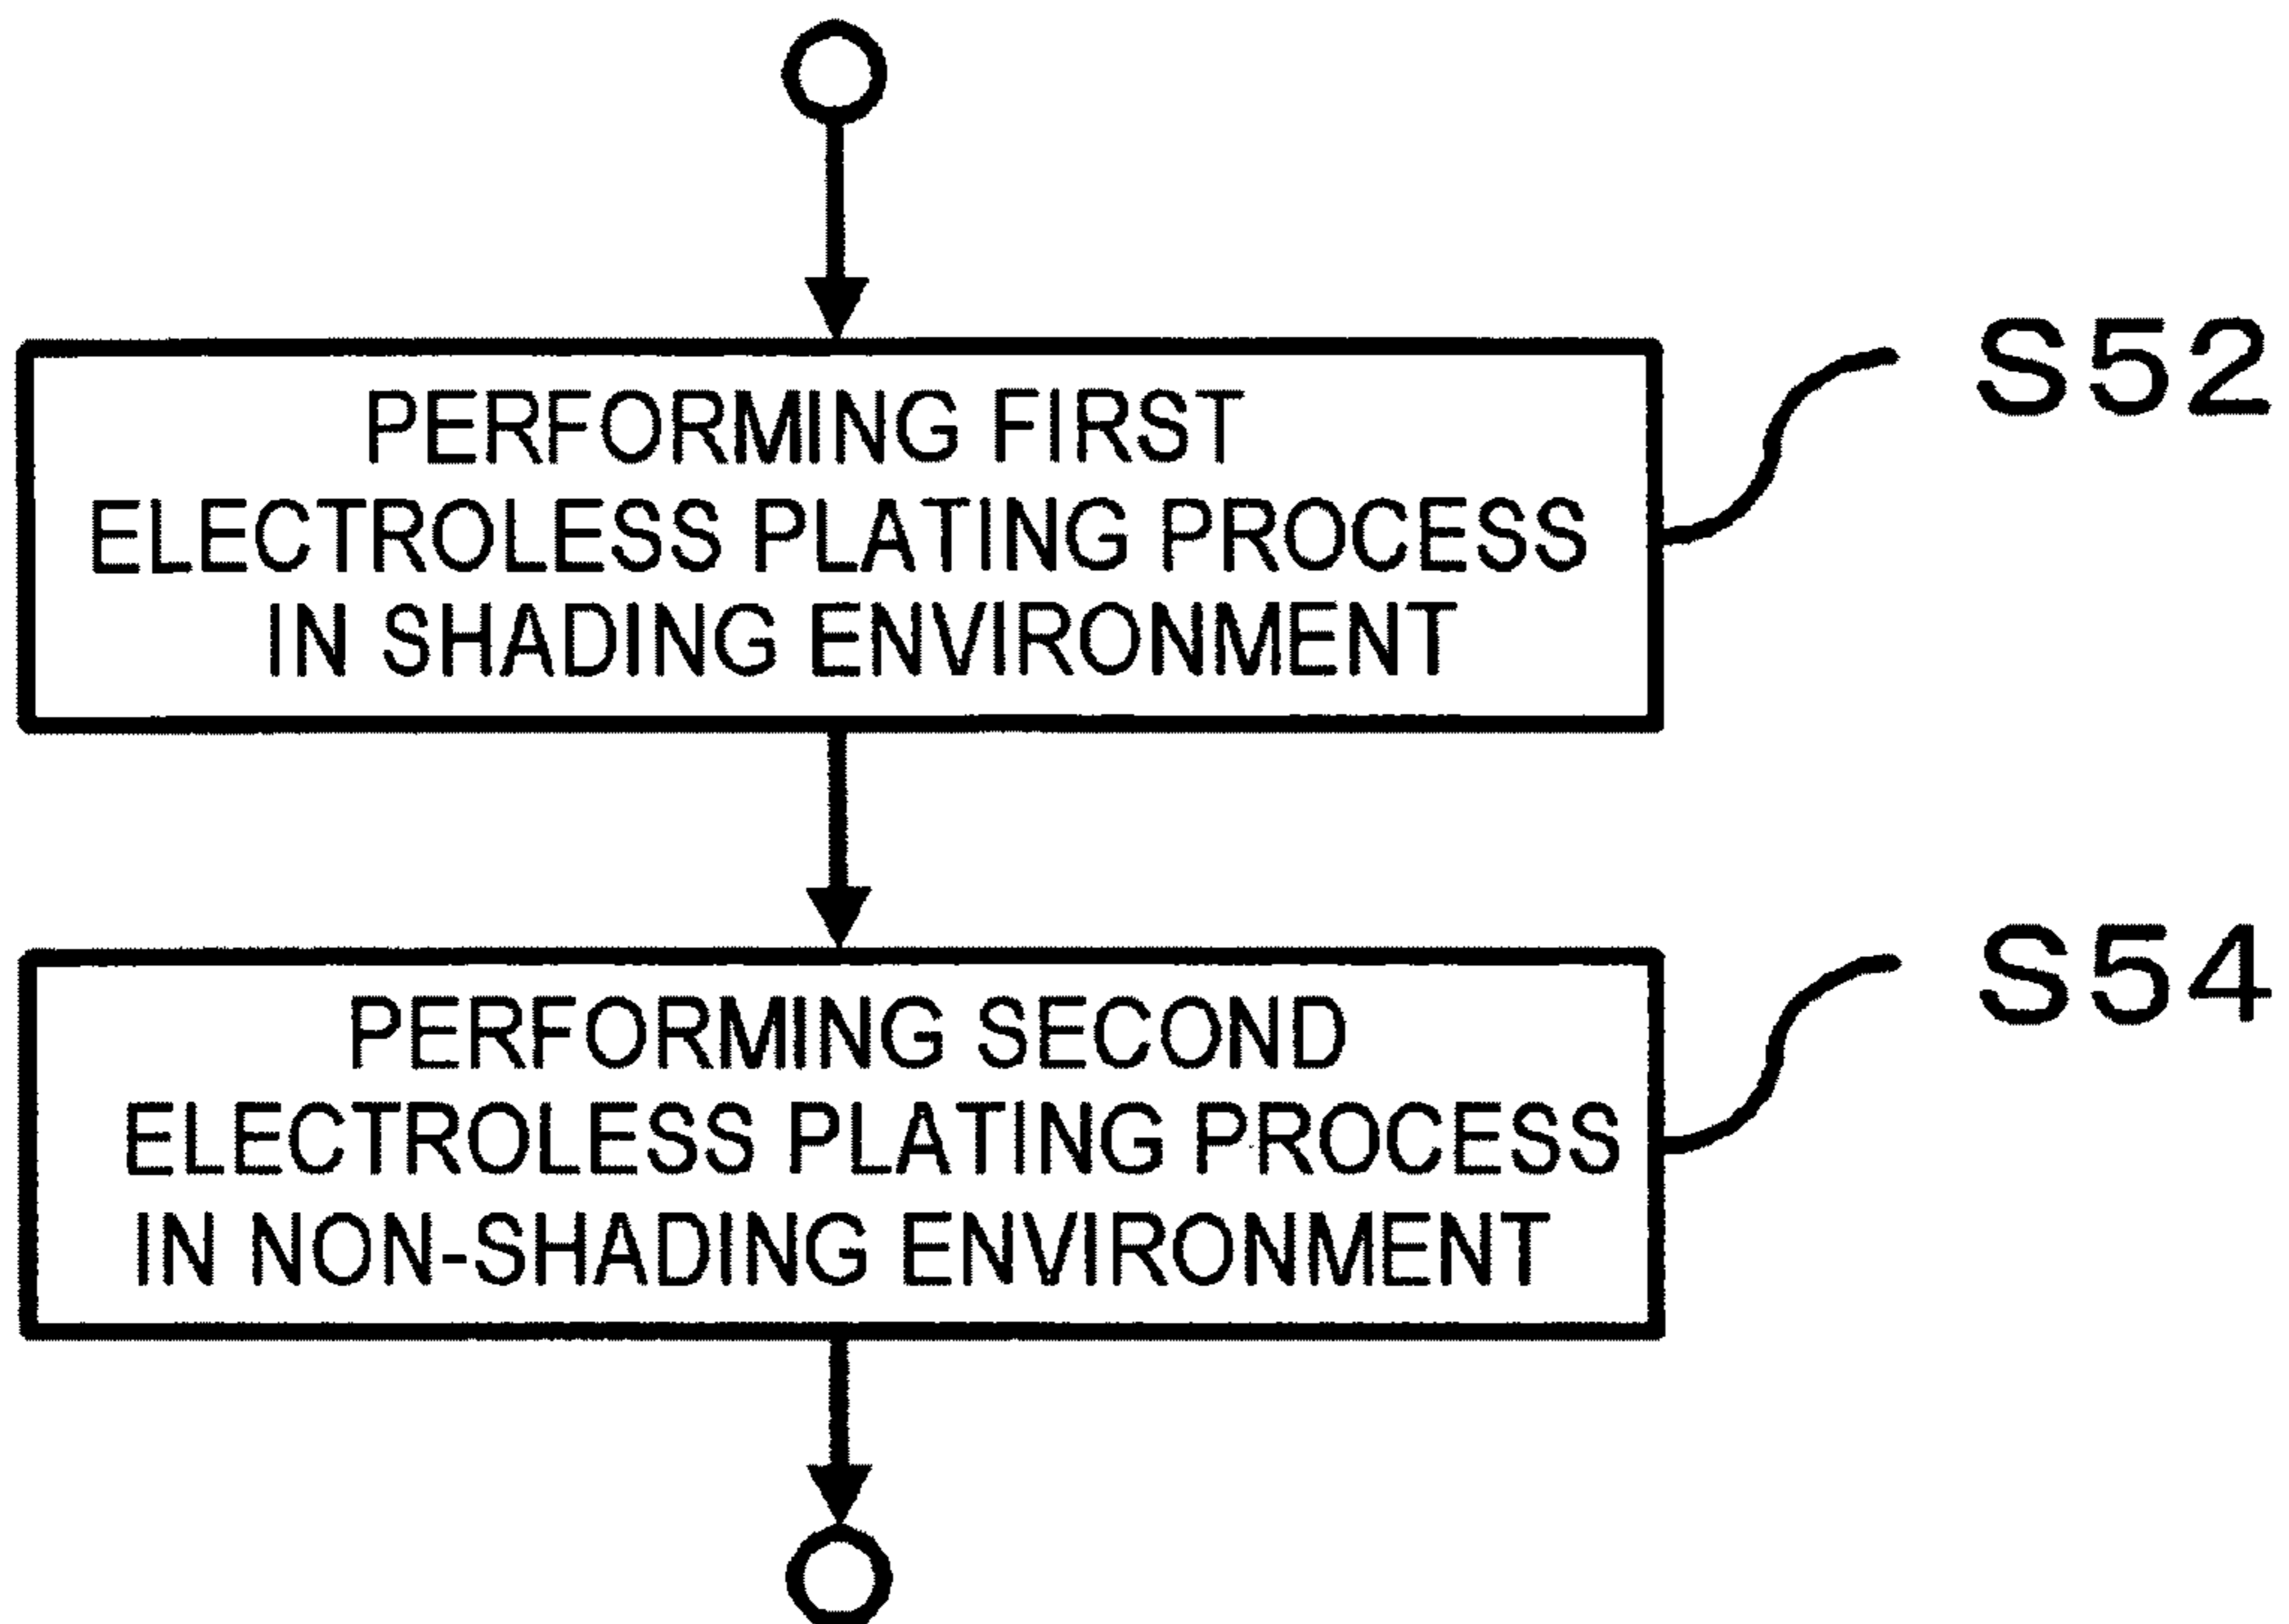 PERFORMING FIRST
ELECTROLESS PLATING PROCESS
IN SHADING ENVIRONMENT
S52
PERFORMING SECOND
ELECTROLESS PLATING PROCESS
IN NON-SHADING ENVIRONMENT
S54